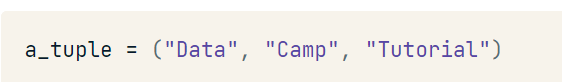 a_tuple = ("Data", "Camp", "Tutorial")